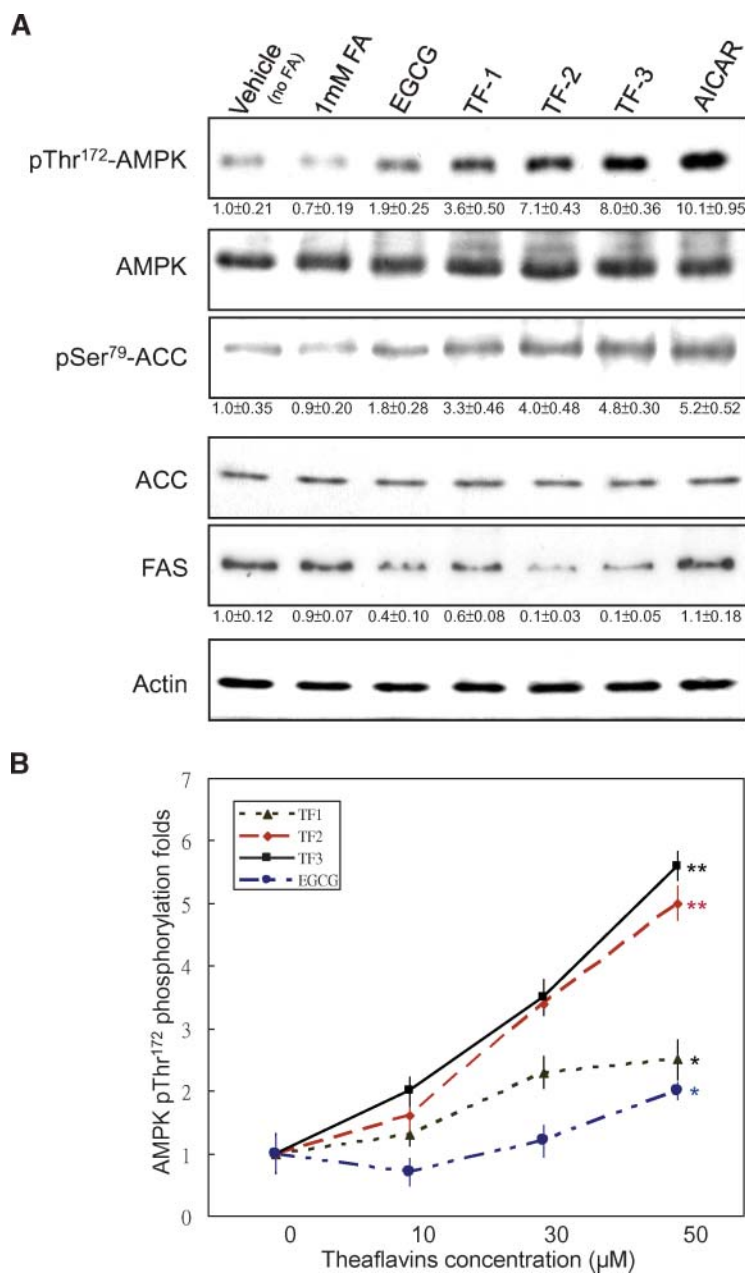 A
Vehicle (no FA) 1mM FA EGCG TF-1 TF-2 TF-3 AICAR
pThr¹⁷²-AMPK
1.0±0.21 0.7±0.19 1.9±0.25 3.6±0.50 7.1±0.43 8.0±0.36 10.1±0.95
AMPK
pSer⁷⁹-ACC
1.0±0.35 0.9±0.20 1.8±0.28 3.3±0.46 4.0±0.48 4.8±0.30 5.2±0.52
ACC
FAS
1.0±0.12 0.9±0.07 0.4±0.10 0.6±0.08 0.1±0.03 0.1±0.05 1.1±0.18
Actin
B
AMPK pThr¹⁷² phosphorylation folds
7
6
5
4
3
2
1
0
TF1
TF2
TF3
EGCG
**
**
*
*
0 10 30 50
Theaflavins concentration (µM)